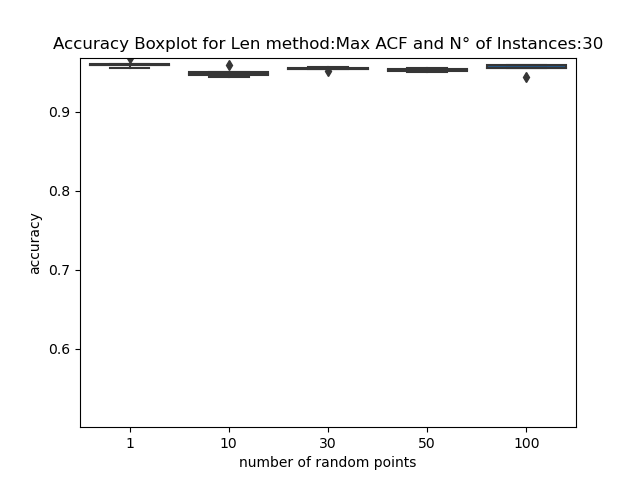 Accuracy Boxplot for Len method:Max ACF and N° of Instances:30
0.9
0.8
0.7
0.6
accuracy
1 10 30 50 100
number of random points